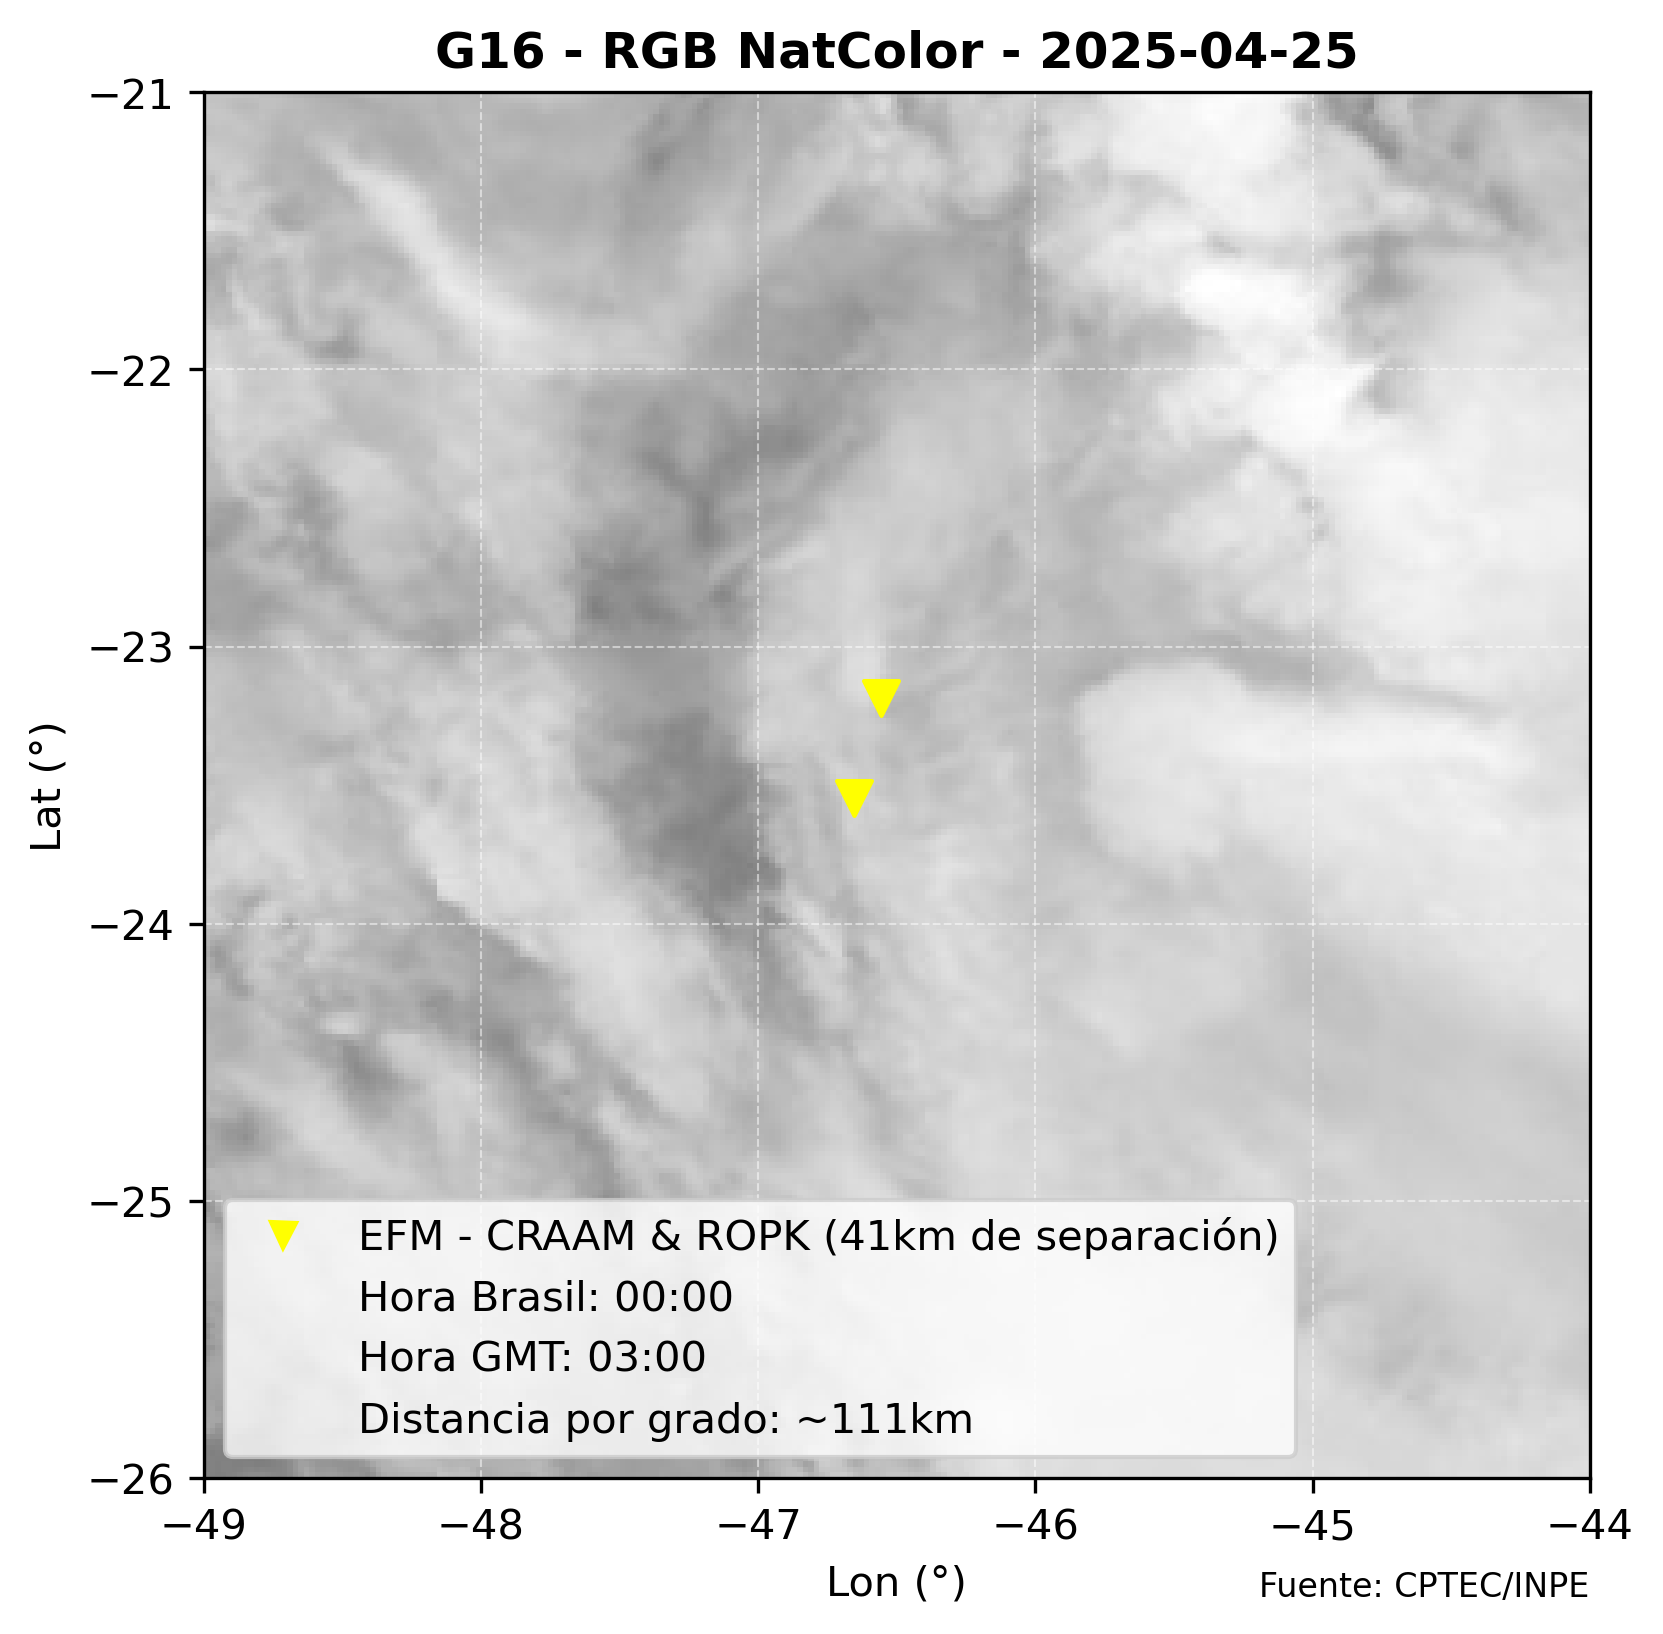 G16 - RGB NatColor - 2025-04-25
−21
−22
−23
−24
−25
−26
Lat (°)
EFM - CRAAM & ROPK (41km de separación)
Hora Brasil: 00:00
Hora GMT: 03:00
Distancia por grado: ~111km
−49 −48 −47 −46 −45 −44
Lon (°)
Fuente: CPTEC/INPE